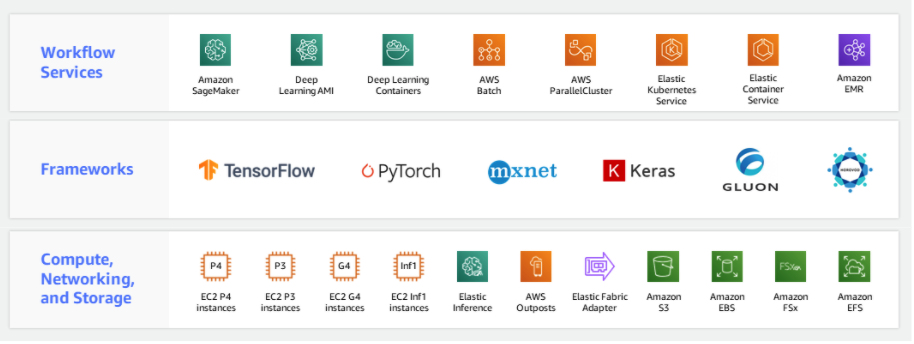 Workflow
Services
Amazon
SageMaker
Deep
Learning AMI
Deep Learning
Containers
AWS
Batch
AWS
ParallelCluster
Elastic
Kubernetes
Service
Elastic
Container
Service
Amazon
EMR
Frameworks
TensorFlow
PyTorch
mxnet
K Keras
GLUON
HOROVOD
Compute,
Networking,
and Storage
P4
EC2 P4
instances
P3
EC2 P3
instances
G4
EC2 G4
instances
Inf1
EC2 Inf1
instances
Elastic
Inference
AWS
Outposts
Elastic Fabric
Adapter
Amazon
S3
Amazon
EBS
FSx
Amazon
FSx
Amazon
EFS